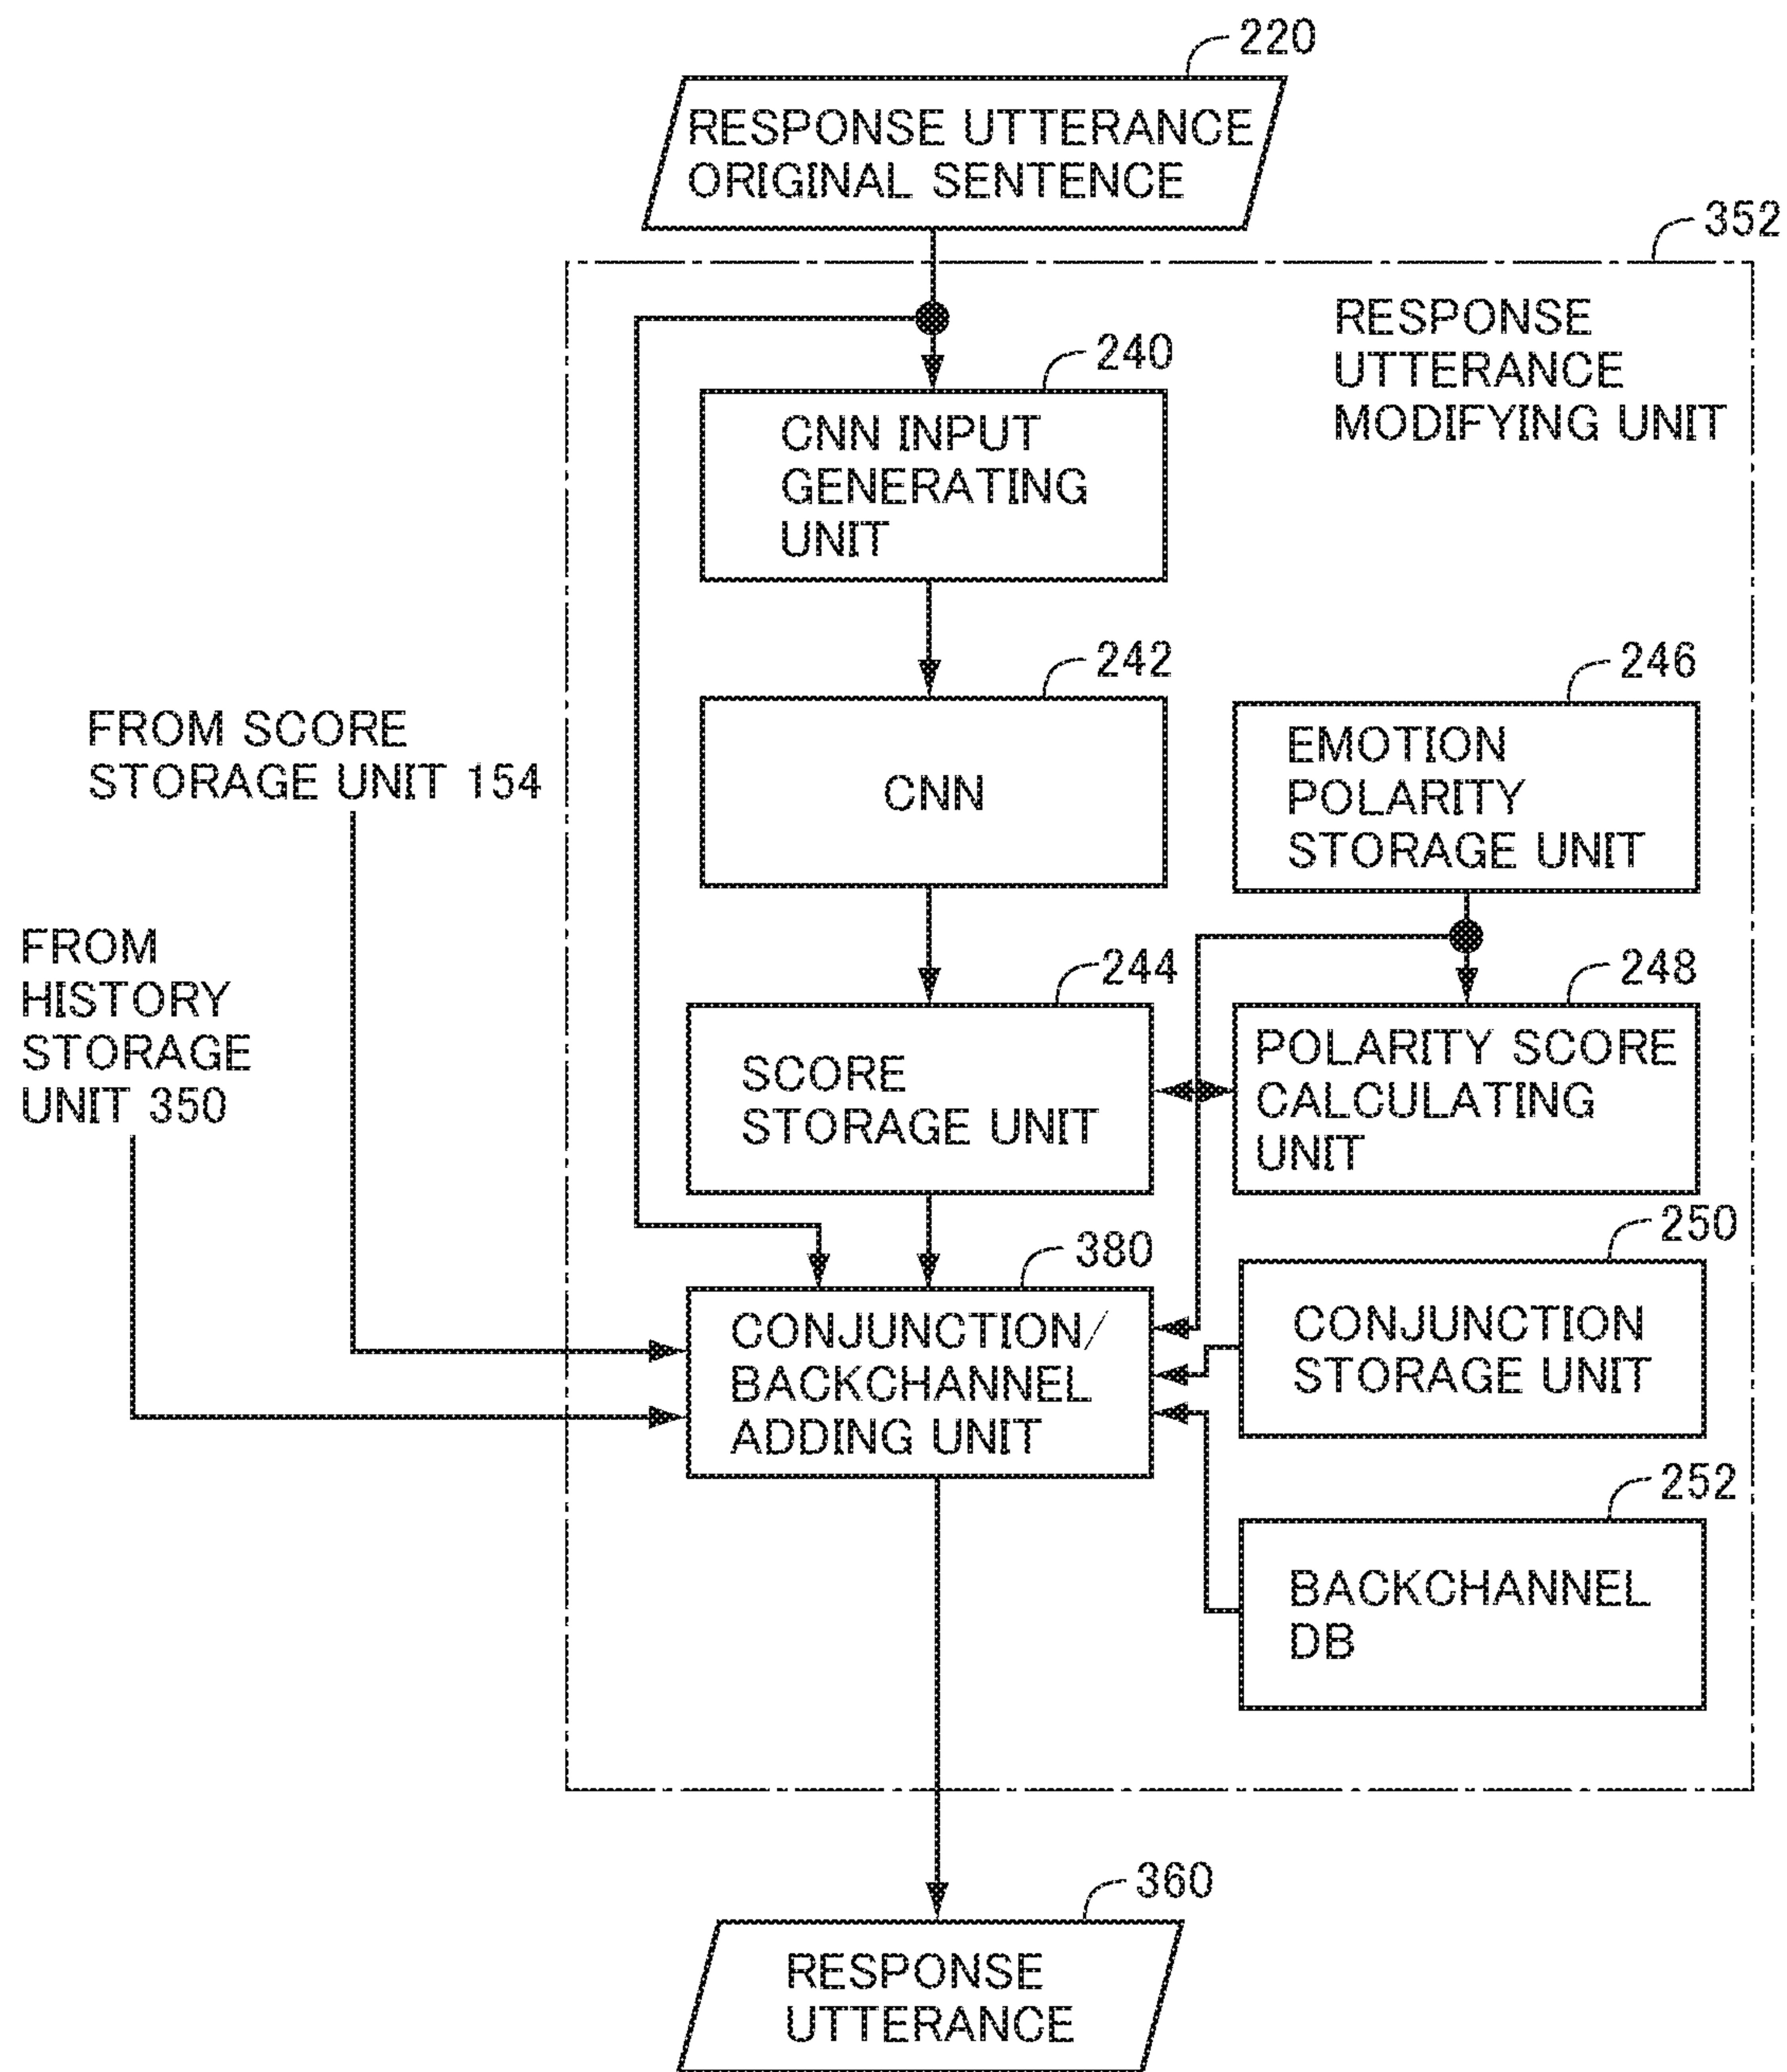 220
RESPONSE UTTERANCE
ORIGINAL SENTENCE
352
RESPONSE
UTTERANCE
MODIFYING UNIT
240
CNN INPUT
GENERATING
UNIT
242
CNN
246
EMOTION
POLARITY
STORAGE UNIT
FROM SCORE
STORAGE UNIT 154
FROM
HISTORY
STORAGE
UNIT 350
244
SCORE
STORAGE UNIT
248
POLARITY SCORE
CALCULATING
UNIT
380
CONJUNCTION/
BACKCHANNEL
ADDING UNIT
250
CONJUNCTION
STORAGE UNIT
252
BACKCHANNEL
DB
360
RESPONSE
UTTERANCE